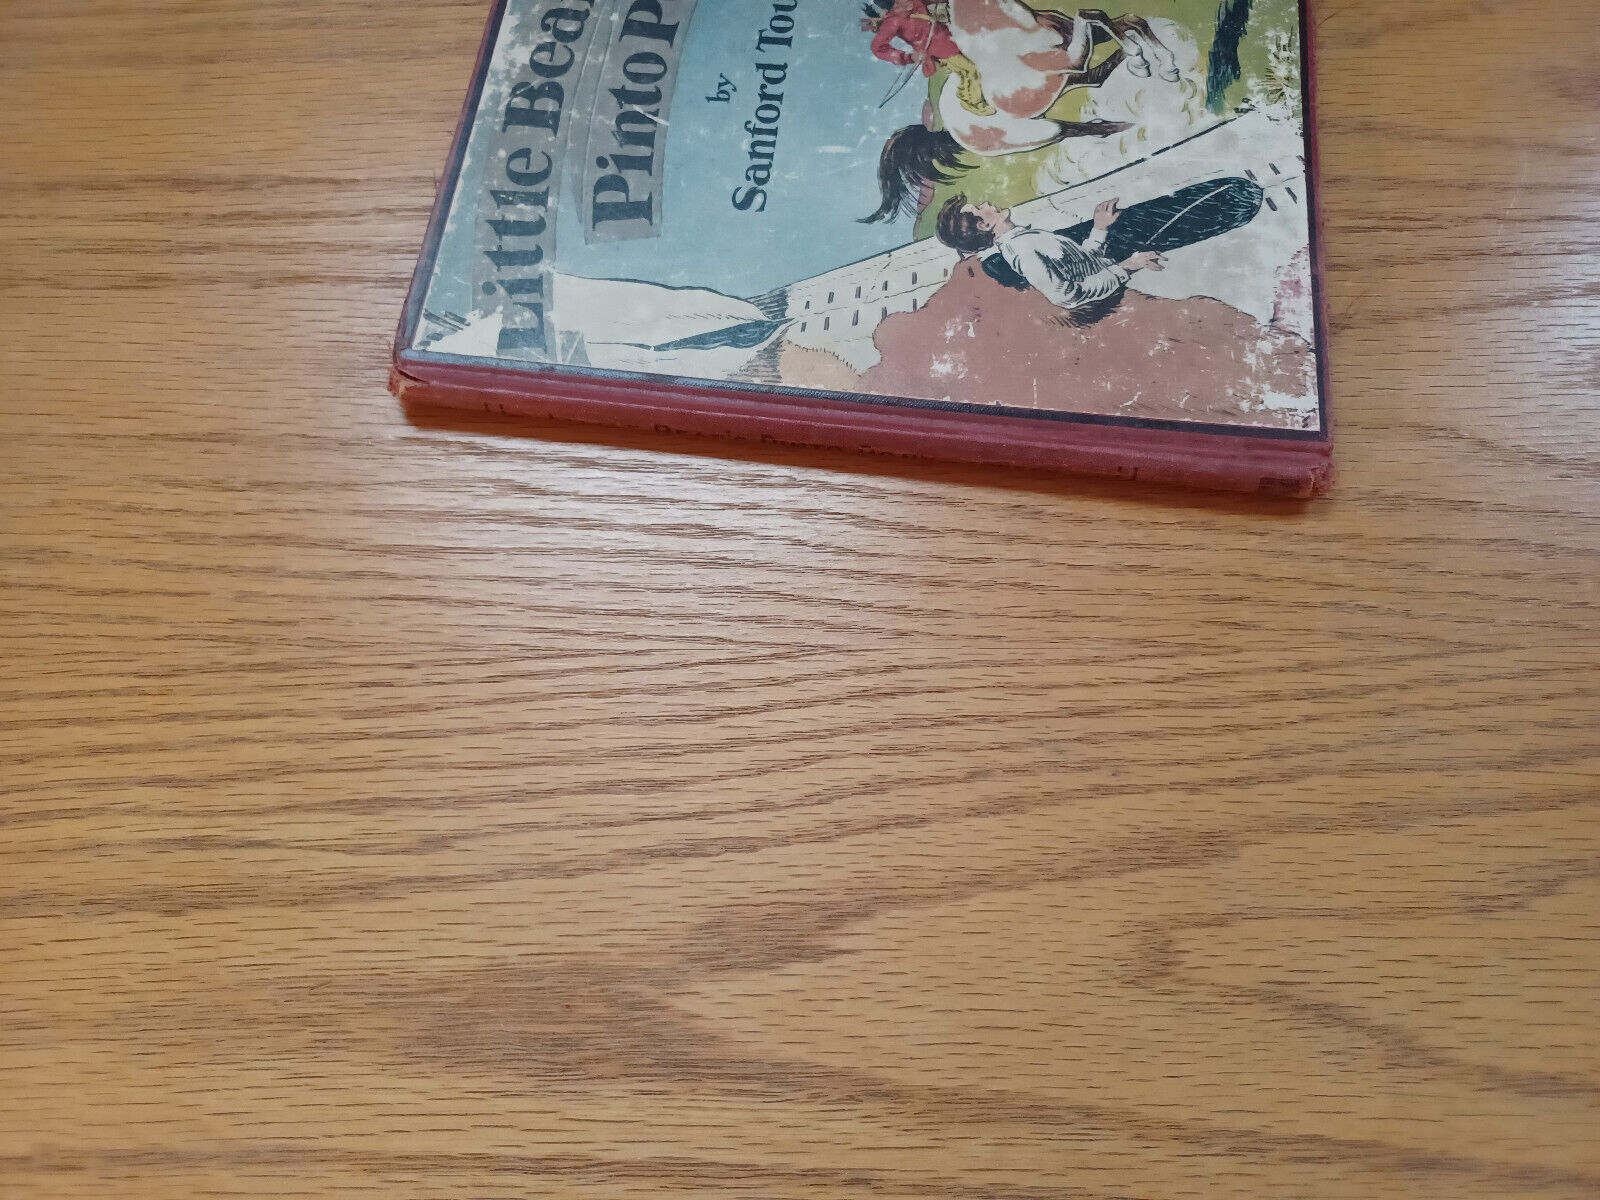 Little Bea
Pinto P
by
Sanford Tou